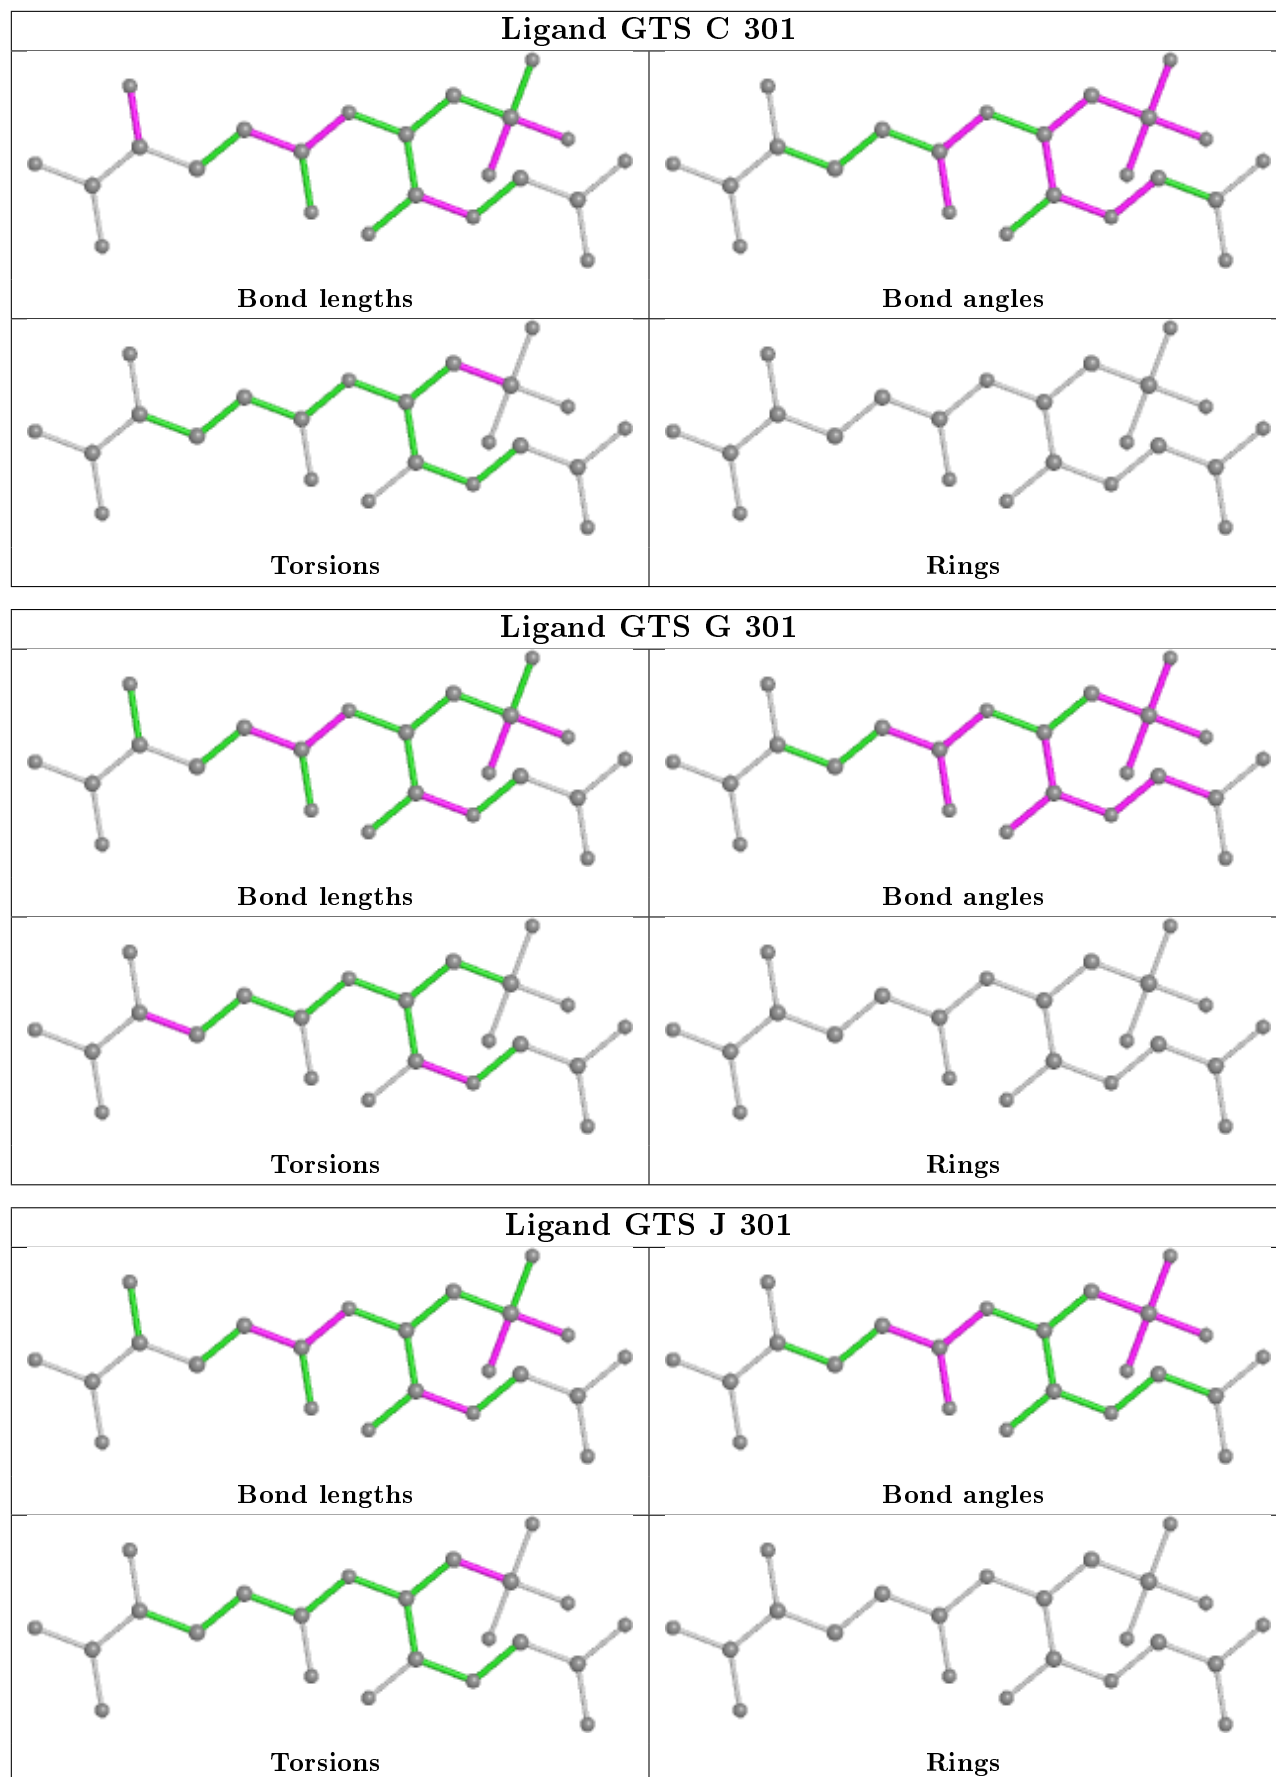 Ligand GTS C 301
Bond lengths
Bond angles
Torsions
Rings
Ligand GTS G 301
Bond lengths
Bond angles
Torsions
Rings
Ligand GTS J 301
Bond lengths
Bond angles
Torsions
Rings